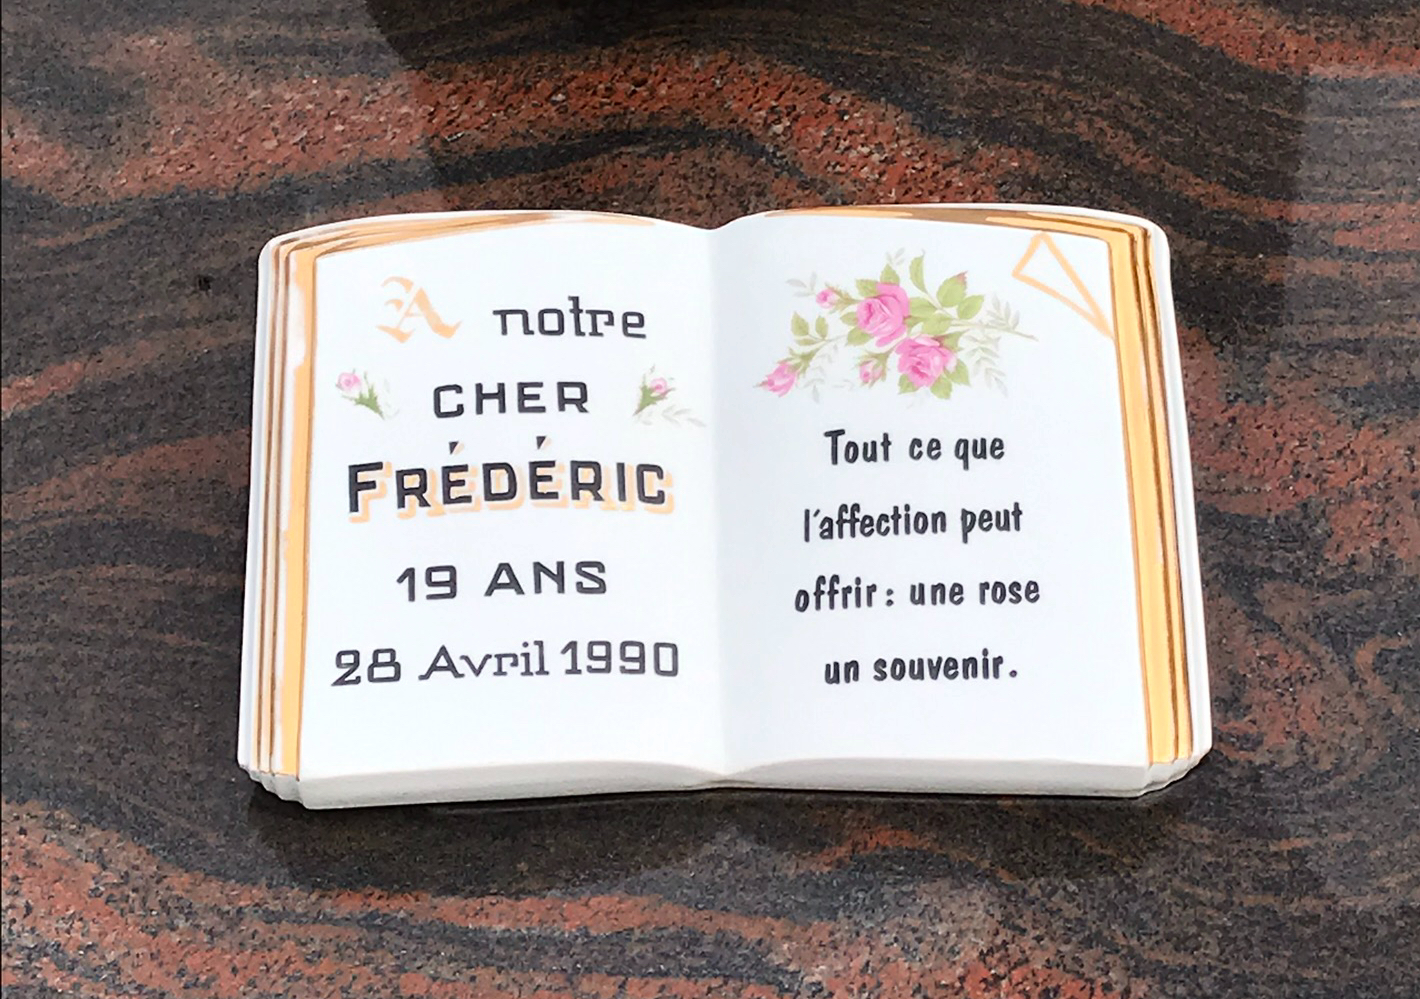 A notre
CHER
FRÉDÉRIC
19 ANS
28 Avril 1990
Tout ce que
l'affection peut
offrir : une rose
un souvenir.